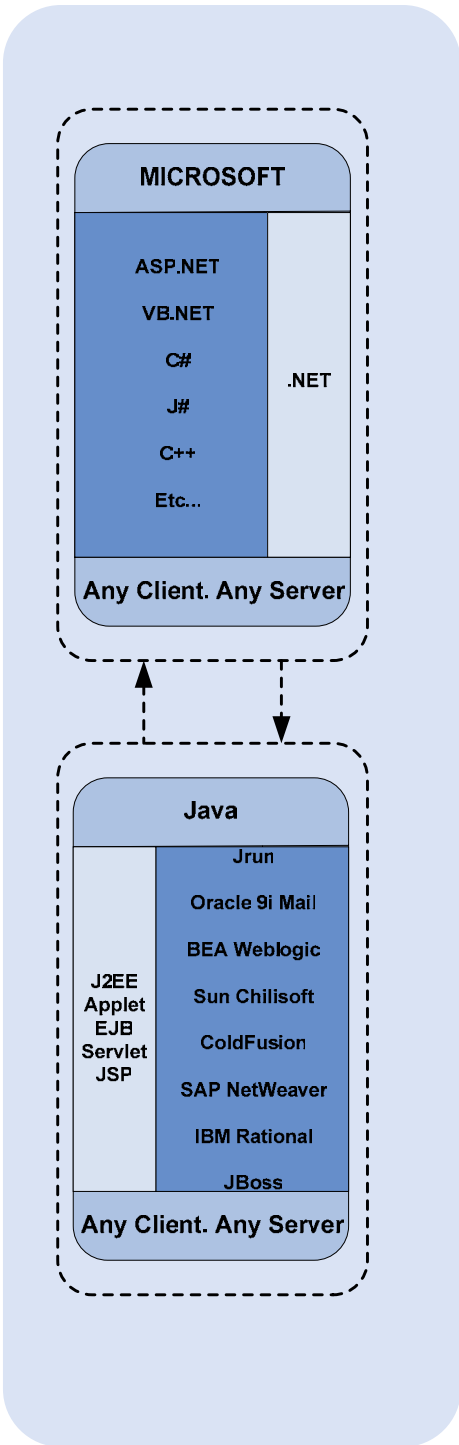 MICROSOFT
ASP.NET
VB.NET
C#
J#
C++
Etc...
.NET
Any Client. Any Server
Java
J2EE
Applet
EJB
Servlet
JSP
Jrun
Oracle 9i Mail
BEA Weblogic
Sun Chilisoft
ColdFusion
SAP NetWeaver
IBM Rational
JBoss
Any Client. Any Server